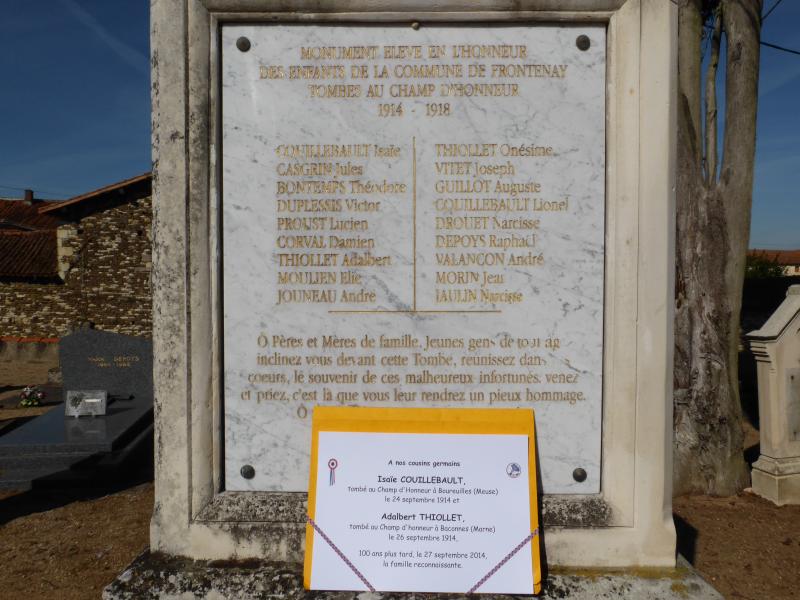 MONUMENT ELEVE EN L'HONNEUR
DES ENFANTS DE LA COMMUNE DE FRONTENAY
TOMBES AU CHAMP D'HONNEUR
1914 - 1918
COUILLEBAULT Isaïe
CASGRIN Jules
BONTEMPS Théodore
DUPLESSIS Victor
PROUST Lucien
CORVAL Damien
THIOLLET Adalbert
MOULIEN Elie
JOUNEAU André
THIOLLET Onésime
VITET Joseph
GUILLOT Auguste
COUILLEBAULT Lionel
DROUET Narcisse
DEPOYS Raphaël
VALANCON André
MORIN Jean
JAULIN Narcisse
Ô Pères et Mères de famille, Jeunes gens de tout âg
inclinez vous devant cette Tombe, réunissez dans
coeurs, le souvenir de ces malheureux infortunés. venez
et priez, c'est là que vous leur rendrez un pieux hommage.
Ô
A nos cousins germains
Isaïe COUILLEBAULT,
tombé au Champ d'Honneur à Boureuilles (Meuse)
le 24 septembre 1914 et
Adalbert THIOLLET,
tombé au Champ d'honneur à Baconnes (Marne)
le 26 septembre 1914,
100 ans plus tard, le 27 septembre 2014,
la famille reconnaissante.
DEPOYS